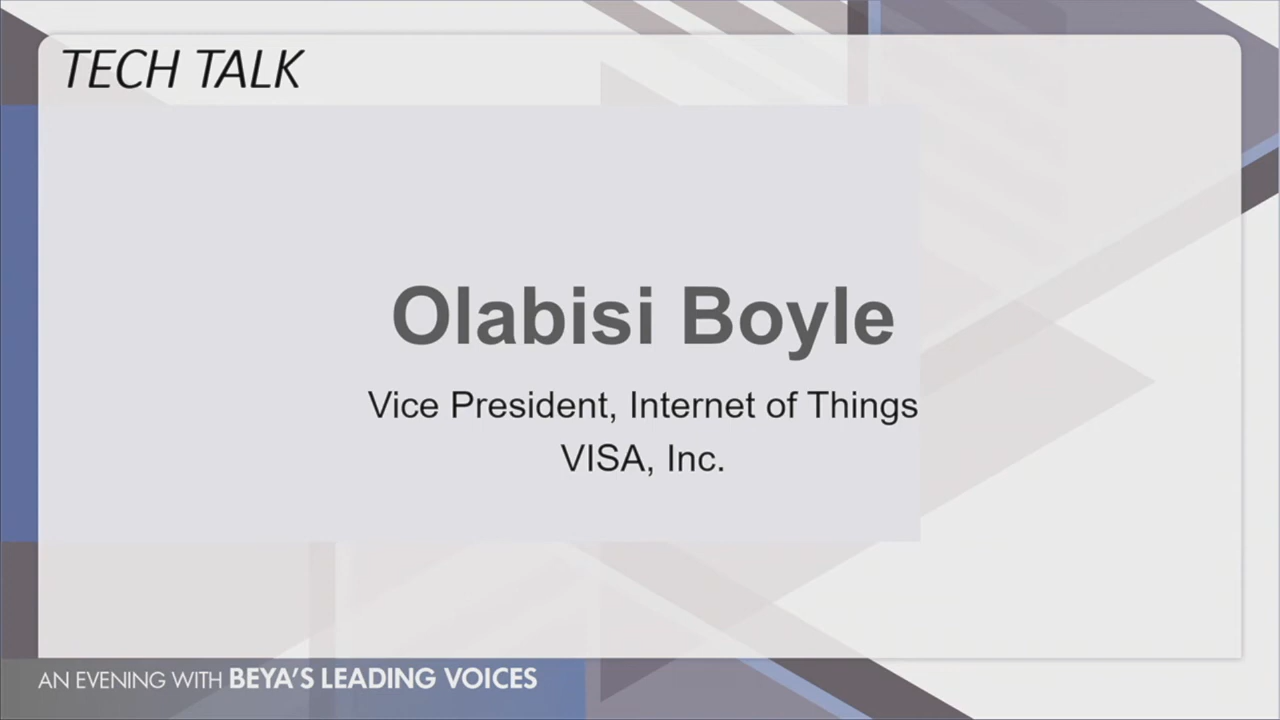 TECH TALK
Olabisi Boyle
Vice President, Internet of Things
VISA, Inc.
AN EVENING WITH BEYA'S LEADING VOICES